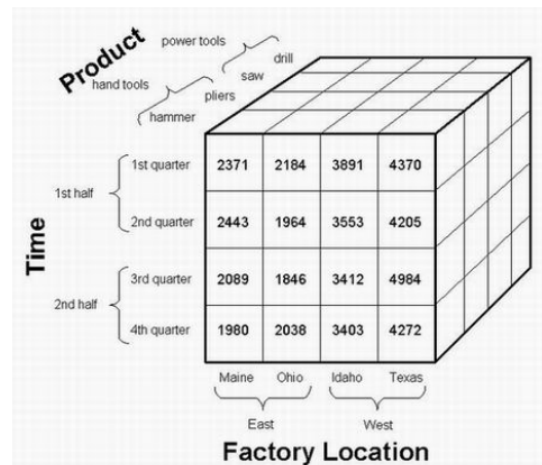 Product
power tools
drill
saw
hand tools
pliers
hammer
1st quarter 2371 2184 3891 4370
1st half
2nd quarter 2443 1964 3553 4205
Time
3rd quarter 2089 1846 3412 4984
2nd half
4th quarter 1980 2038 3403 4272
Maine Ohio Idaho Texas
East West
Factory Location